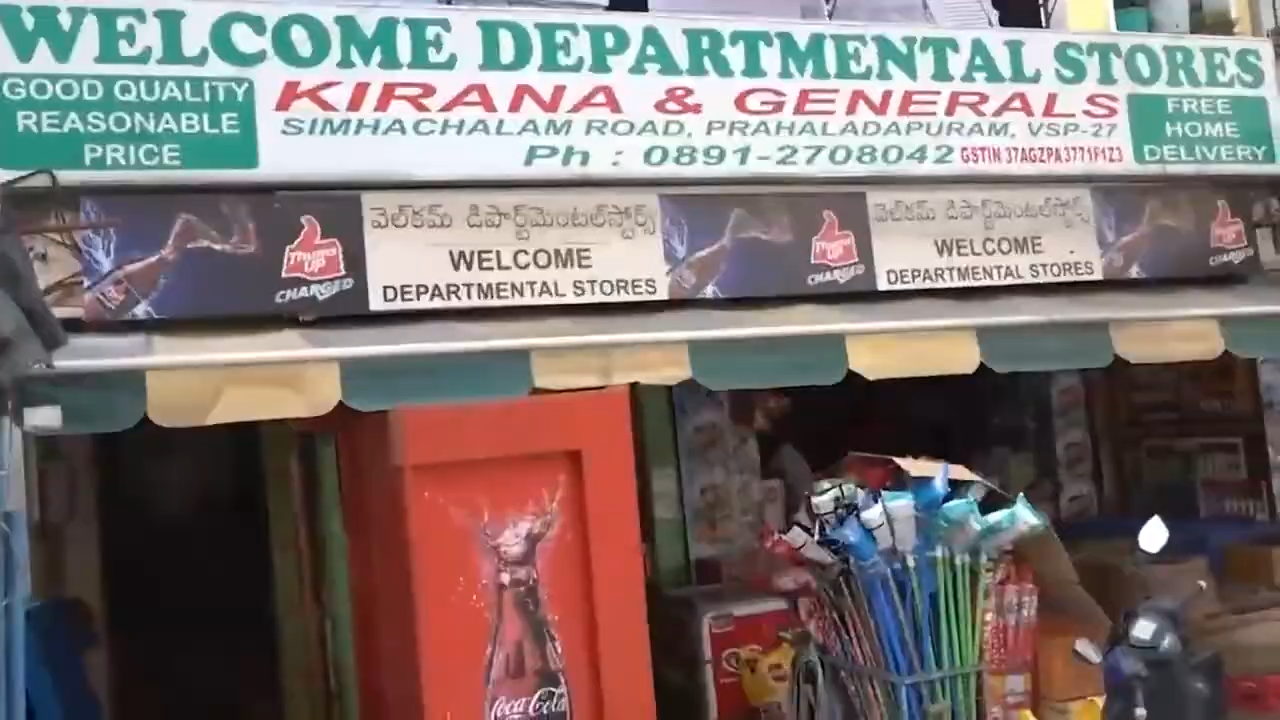 WELCOME DEPARTMENTAL STORES
GOOD QUALITY
REASONABLE
PRICE
KIRANA & GENERALS
SIMHACHALAM ROAD, PRAHALADAPURAM, VSP-27
Ph : 0891-2708042 GSTIN 37AGZPA3771F1Z3
FREE
HOME
DELIVERY
Thums UP
CHARGED
వెల్‌కమ్ డిపార్ట్‌మెంటల్‌స్టోర్స్
WELCOME
DEPARTMENTAL STORES
Thums UP
CHARGED
వెల్‌కమ్ డిపార్ట్‌మెంటల్‌స్టోర్స్
WELCOME
DEPARTMENTAL STORES
Thums UP
CHARGED
Coca-Cola